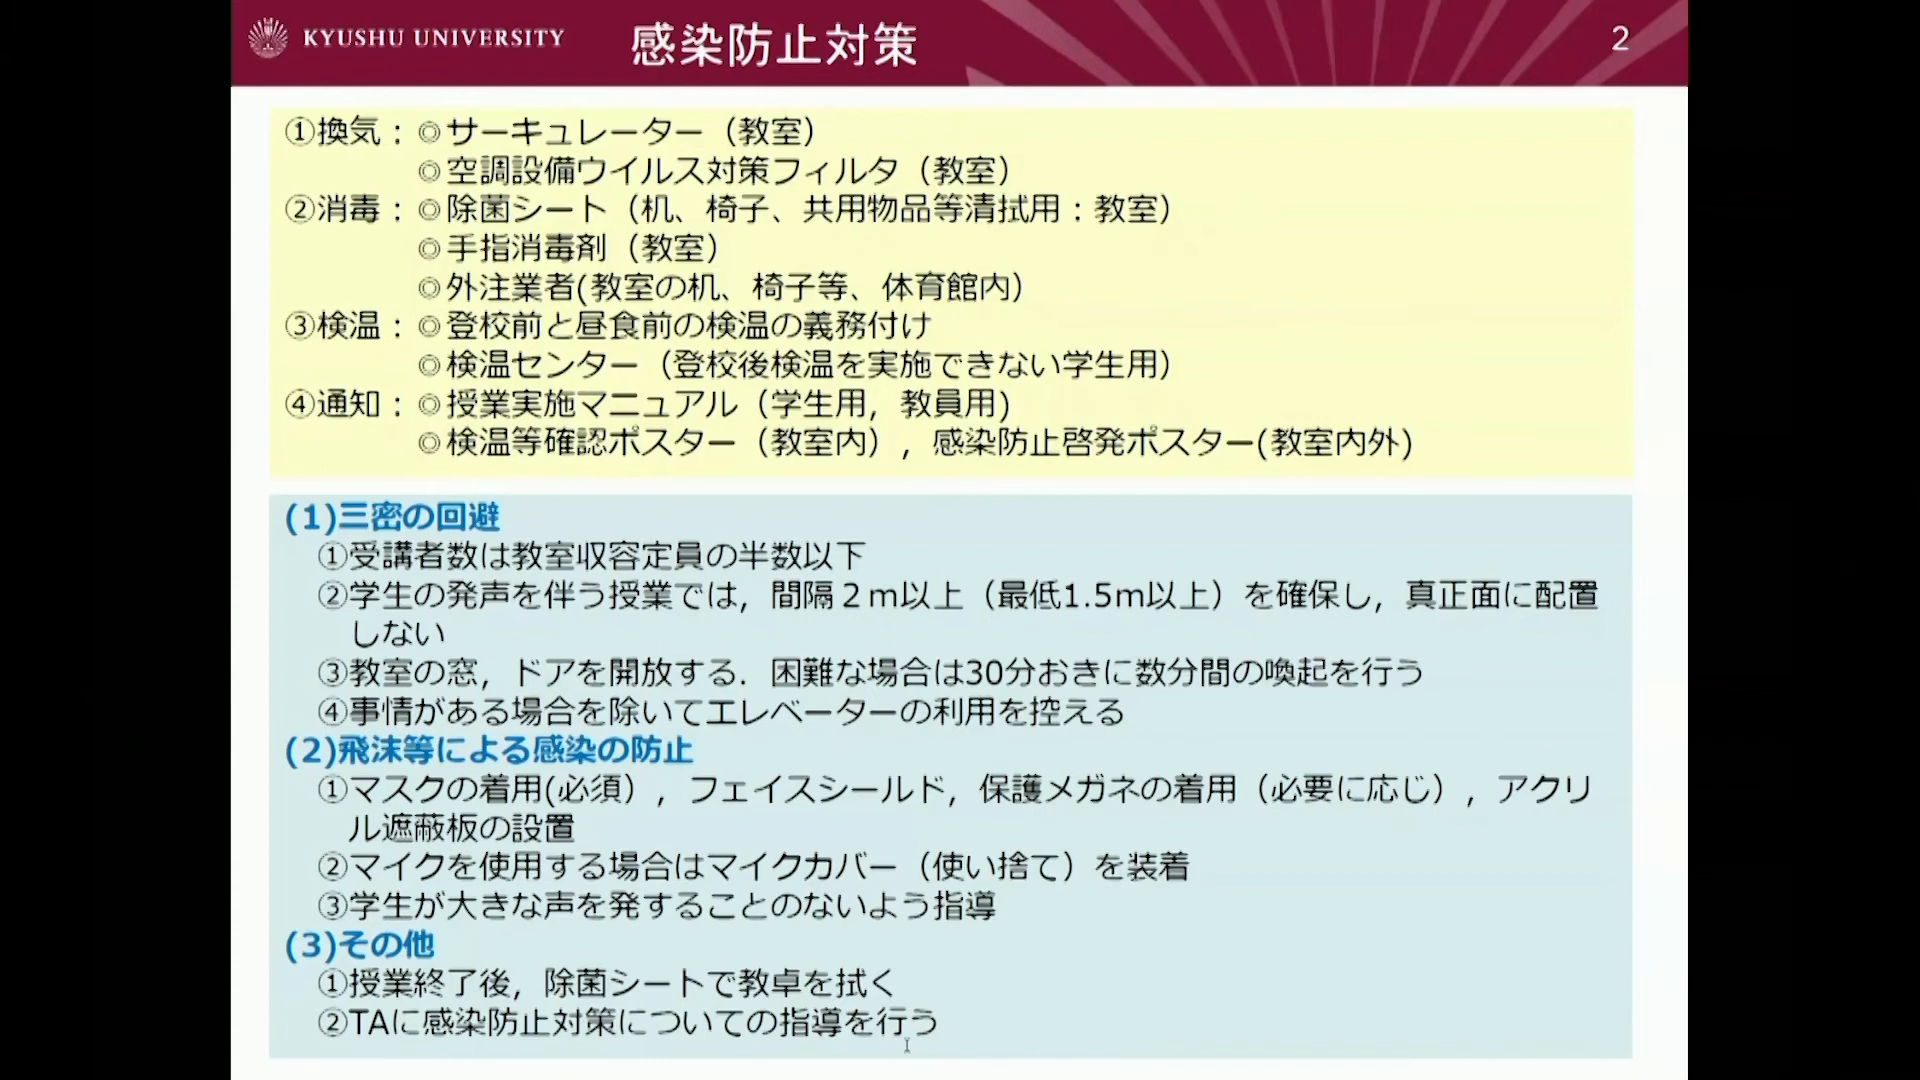 KYUSHU UNIVERSITY
感染防止対策
2
①換気：◎サーキュレーター（教室）
◎空調設備ウイルス対策フィルタ（教室）
②消毒：◎除菌シート（机、椅子、共用物品等清拭用：教室）
◎手指消毒剤（教室）
◎外注業者(教室の机、椅子等、体育館内）
③検温：◎登校前と昼食前の検温の義務付け
◎検温センター（登校後検温を実施できない学生用）
④通知：◎授業実施マニュアル（学生用，教員用)
◎検温等確認ポスター（教室内），感染防止啓発ポスター(教室内外)
(1)三密の回避
①受講者数は教室収容定員の半数以下
②学生の発声を伴う授業では，間隔２ｍ以上（最低1.5m以上）を確保し，真正面に配置
しない
③教室の窓，ドアを開放する．困難な場合は30分おきに数分間の喚起を行う
④事情がある場合を除いてエレベーターの利用を控える
(2)飛沫等による感染の防止
①マスクの着用(必須），フェイスシールド，保護メガネの着用（必要に応じ），アクリ
ル遮蔽板の設置
②マイクを使用する場合はマイクカバー（使い捨て）を装着
③学生が大きな声を発することのないよう指導
(3)その他
①授業終了後，除菌シートで教卓を拭く
②TAに感染防止対策についての指導を行う